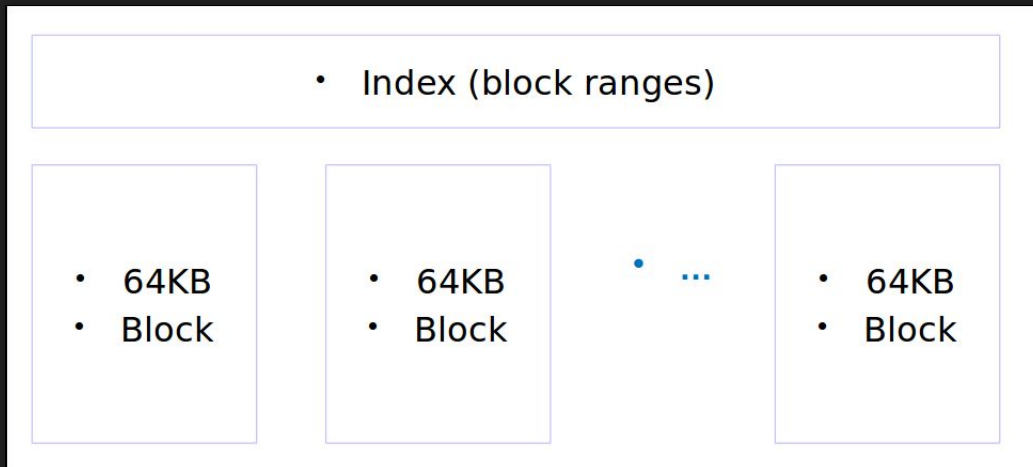 • Index (block ranges)
• 64KB
• Block
• 64KB
• Block
• ...
• 64KB
• Block